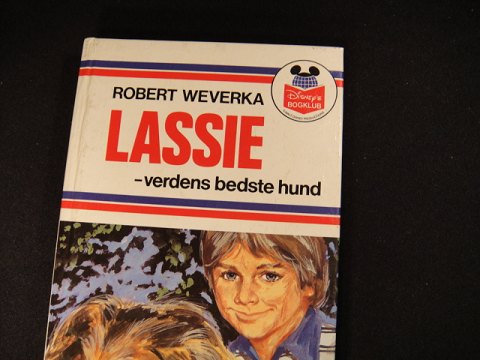 ROBERT WEVERKA
LASSIE
-verdens bedste hund
DISNEY'S
BOGKLUB